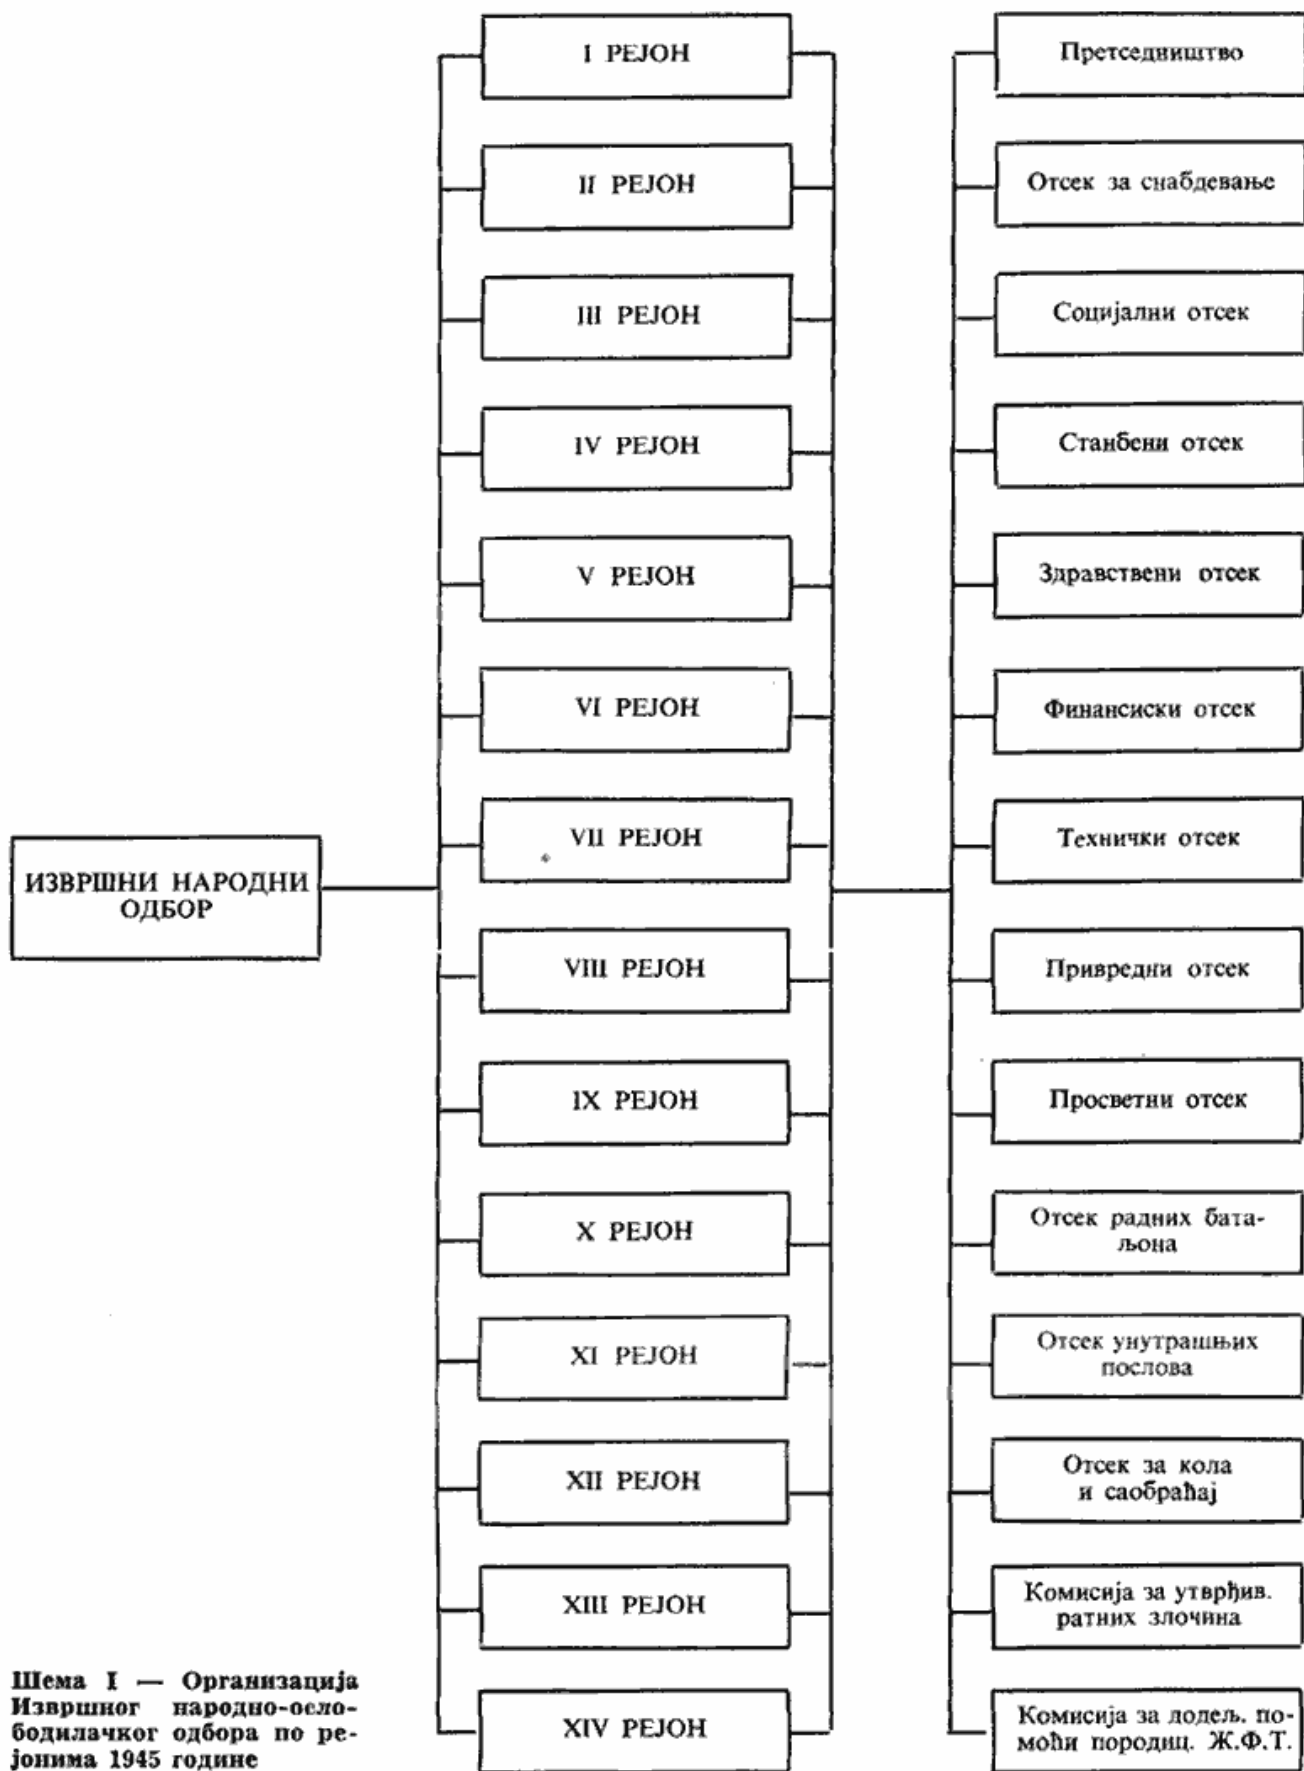 ИЗВРШНИ НАРОДНИ
ОДБОР
I РЕЈОН
II РЕЈОН
III РЕЈОН
IV РЕЈОН
V РЕЈОН
VI РЕЈОН
VII РЕЈОН
VIII РЕЈОН
IX РЕЈОН
X РЕЈОН
XI РЕЈОН
XII РЕЈОН
XIII РЕЈОН
XIV РЕЈОН
Претседништво
Отсек за снабдевање
Социјални отсек
Станбени отсек
Здравствени отсек
Финансиски отсек
Технички отсек
Привредни отсек
Просветни отсек
Отсек радних бата-
љона
Отсек унутрашњих
послова
Отсек за кола
и саобраћај
Комисија за утврђив.
ратних злочина
Комисија за додељ. по-
моћи породиц. Ж.Ф.Т.
Шема I — Организација
Извршног народно-осло-
бодилачког одбора по ре-
јонима 1945 године